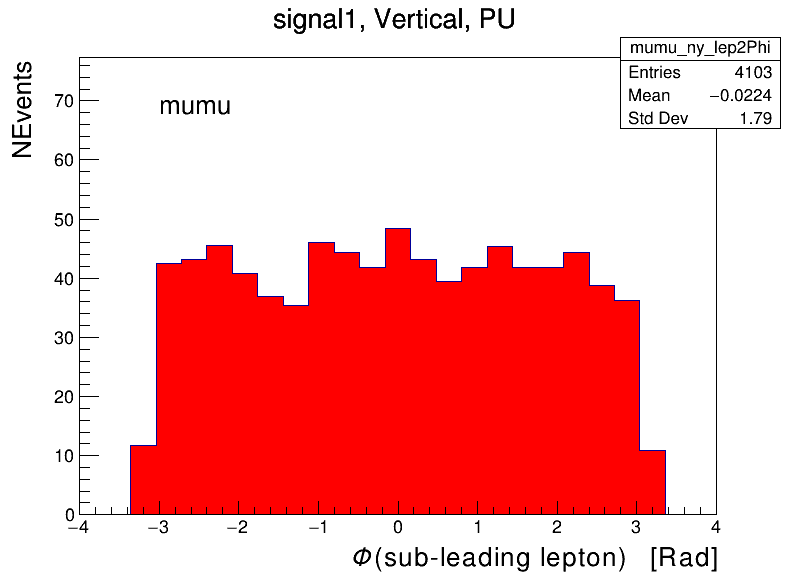 signal1, Vertical, PU
mumu_ny_lep2Phi
Entries 4103
Mean −0.0224
Std Dev 1.79
NEvents
mumu
70
60
50
40
30
20
10
0
−4 −3 −2 −1 0 1 2 3 4
Φ(sub-leading lepton) [Rad]